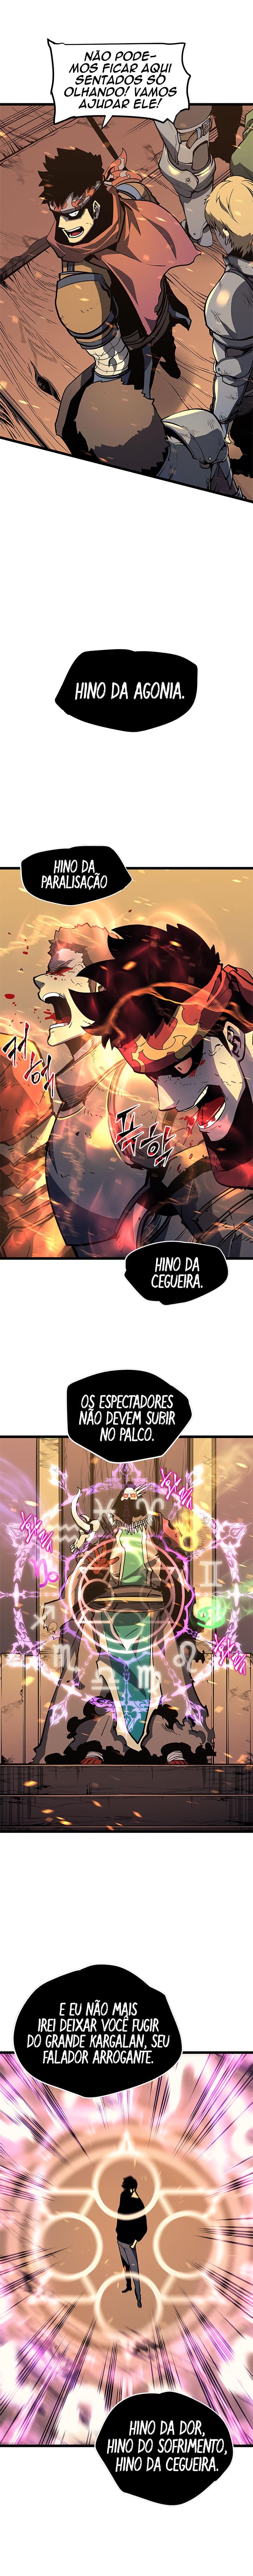 NÃO PODE-
MOS FICAR AQUI
SENTADOS SÓ
OLHANDO! VAMOS
AJUDAR ELE!
HINO DA AGONIA.
HINO DA
PARALISAÇÃO
커헉
푸학
HINO DA
CEGUEIRA.
OS ESPECTADORES
NÃO DEVEM SUBIR
NO PALCO.
E EU NÃO MAIS
IREI DEIXAR VOCÊ FUGIR
DO GRANDE KARGALAN, SEU
FALADOR ARROGANTE.
HINO DA DOR,
HINO DO SOFRIMENTO,
HINO DA CEGUEIRA.